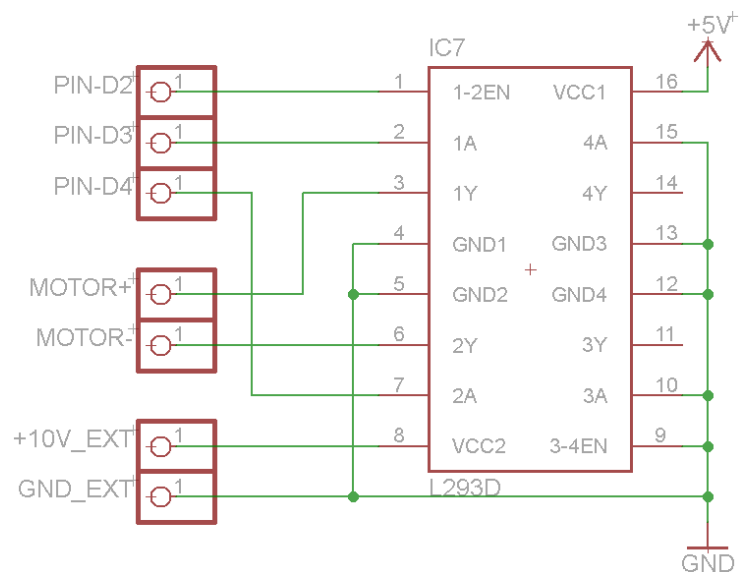 +5V
IC7
PIN-D2 1
PIN-D3 1
PIN-D4 1
MOTOR+ 1
MOTOR- 1
+10V_EXT 1
GND_EXT 1
1 1-2EN VCC1 16
2 1A 4A 15
3 1Y 4Y 14
4 GND1 GND3 13
5 GND2 GND4 12
6 2Y 3Y 11
7 2A 3A 10
8 VCC2 3-4EN 9
L293D
GND